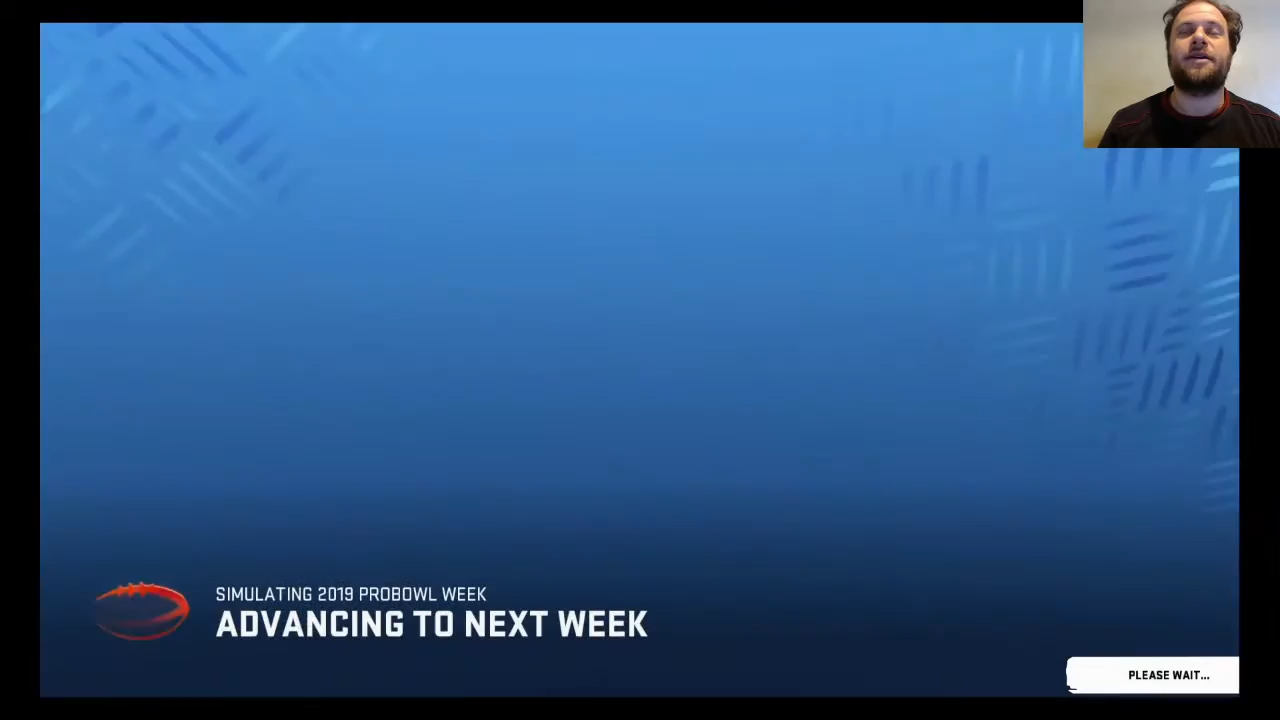 SIMULATING 2019 PROBOWL WEEK
ADVANCING TO NEXT WEEK
PLEASE WAIT...